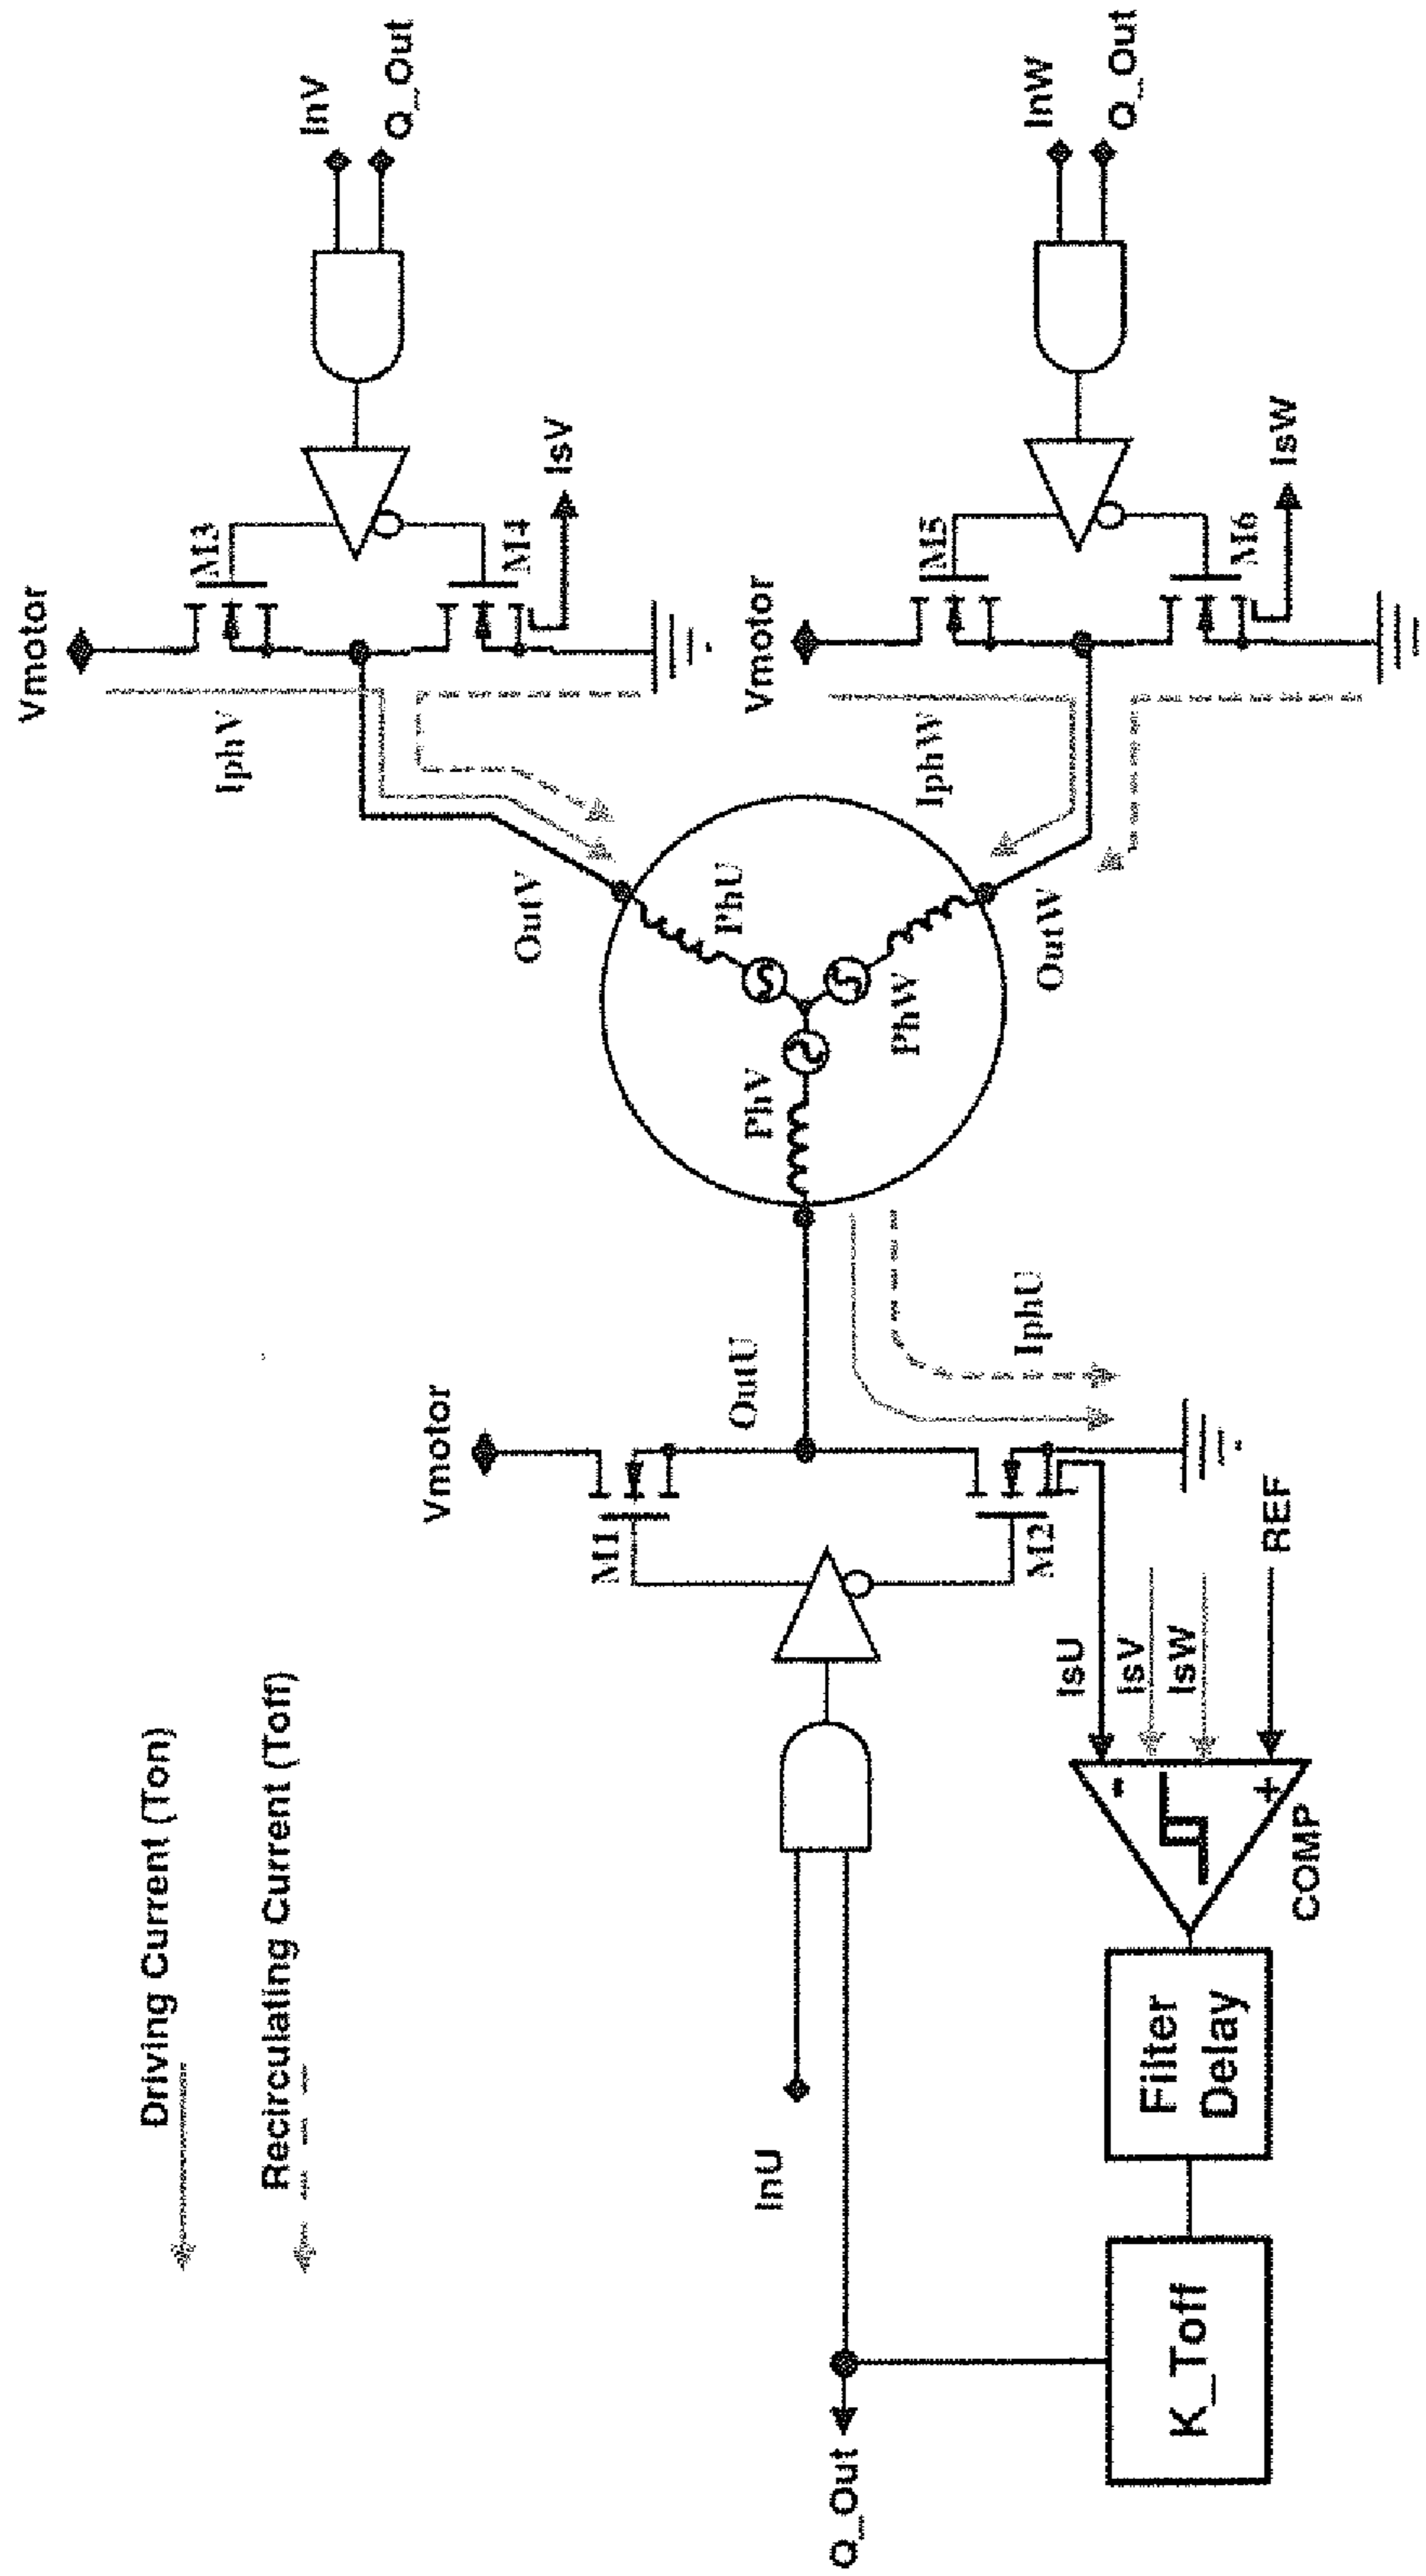 Driving Current (Ton)
Recirculating Current (Toff)
Vmotor
M1
M2
OutU
IphU
InU
Q_Out
K_Toff
Filter
Delay
COMP
-
+
IsU
IsV
IsW
REF
PhV
PhU
PhW
OutV
OutW
Vmotor
IphV
M3
M4
IsV
InV
Q_Out
Vmotor
IphW
M5
M6
IsW
InW
Q_Out